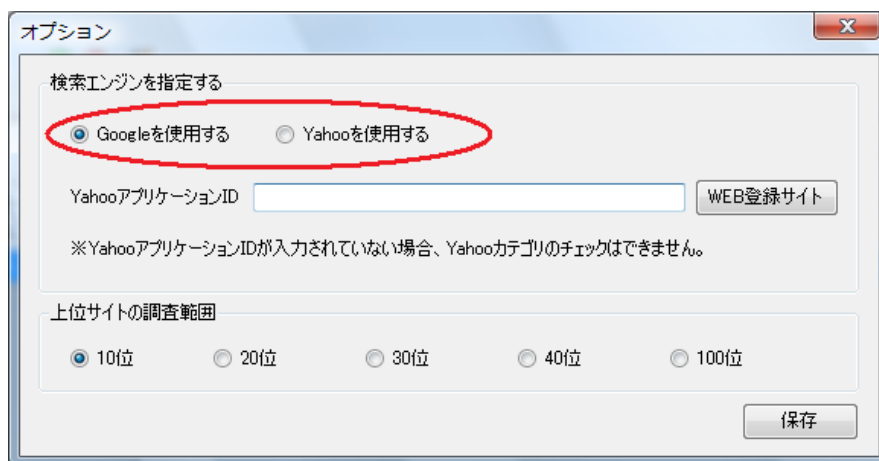 オプション
検索エンジンを指定する
Googleを使用する Yahooを使用する
YahooアプリケーションID WEB登録サイト
※YahooアプリケーションIDが入力されていない場合、Yahooカテゴリのチェックはできません。
上位サイトの調査範囲
10位 20位 30位 40位 100位
保存